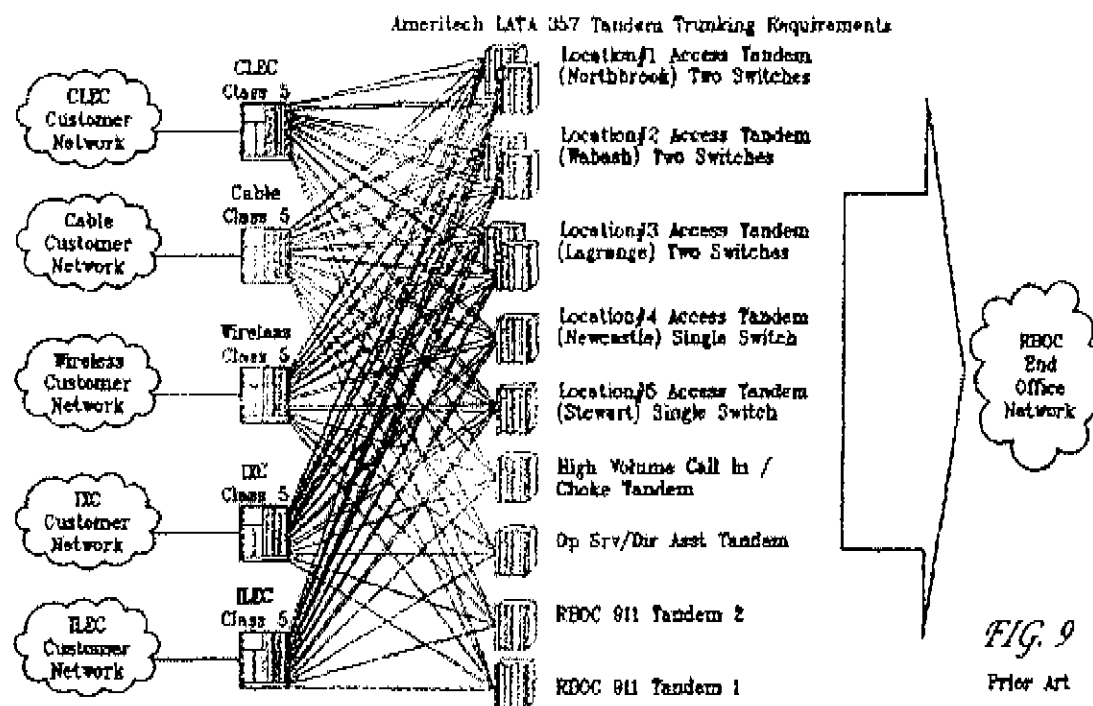 Ameritech LATA 357 Tandem Trunking Requirements
CLEC
Customer
Network
CLEC
Class 5
Cable
Customer
Network
Cable
Class 5
Wireless
Customer
Network
Wireless
Class 5
IXC
Customer
Network
IXC
Class 5
ILEC
Customer
Network
ILEC
Class 5
Location#1 Access Tandem
(Northbrook) Two Switches
Location#2 Access Tandem
(Wabash) Two Switches
Location#3 Access Tandem
(Lagrange) Two Switches
Location#4 Access Tandem
(Newcastle) Single Switch
Location#5 Access Tandem
(Stewart) Single Switch
High Volume Call In /
Choke Tandem
Op Srv/Dir Asst Tandem
RBOC 911 Tandem 2
RBOC 911 Tandem 1
RBOC
End
Office
Network
FIG. 9
Prior Art